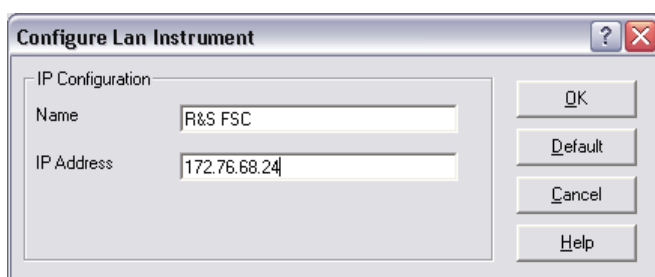 Configure Lan Instrument
?
IP Configuration
Name
R&S FSC
IP Address
172.76.68.24
OK
Default
Cancel
Help